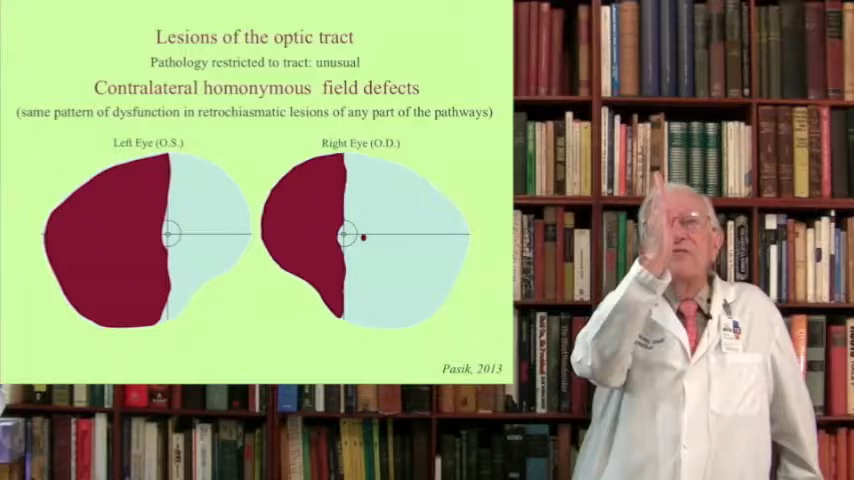 Lesions of the optic tract
Pathology restricted to tract: unusual
Contralateral homonymous field defects
(same pattern of dysfunction in retrochiasmatic lesions of any part of the pathways)
Left Eye (O.S.)
Right Eye (O.D.)
Pasik, 2013